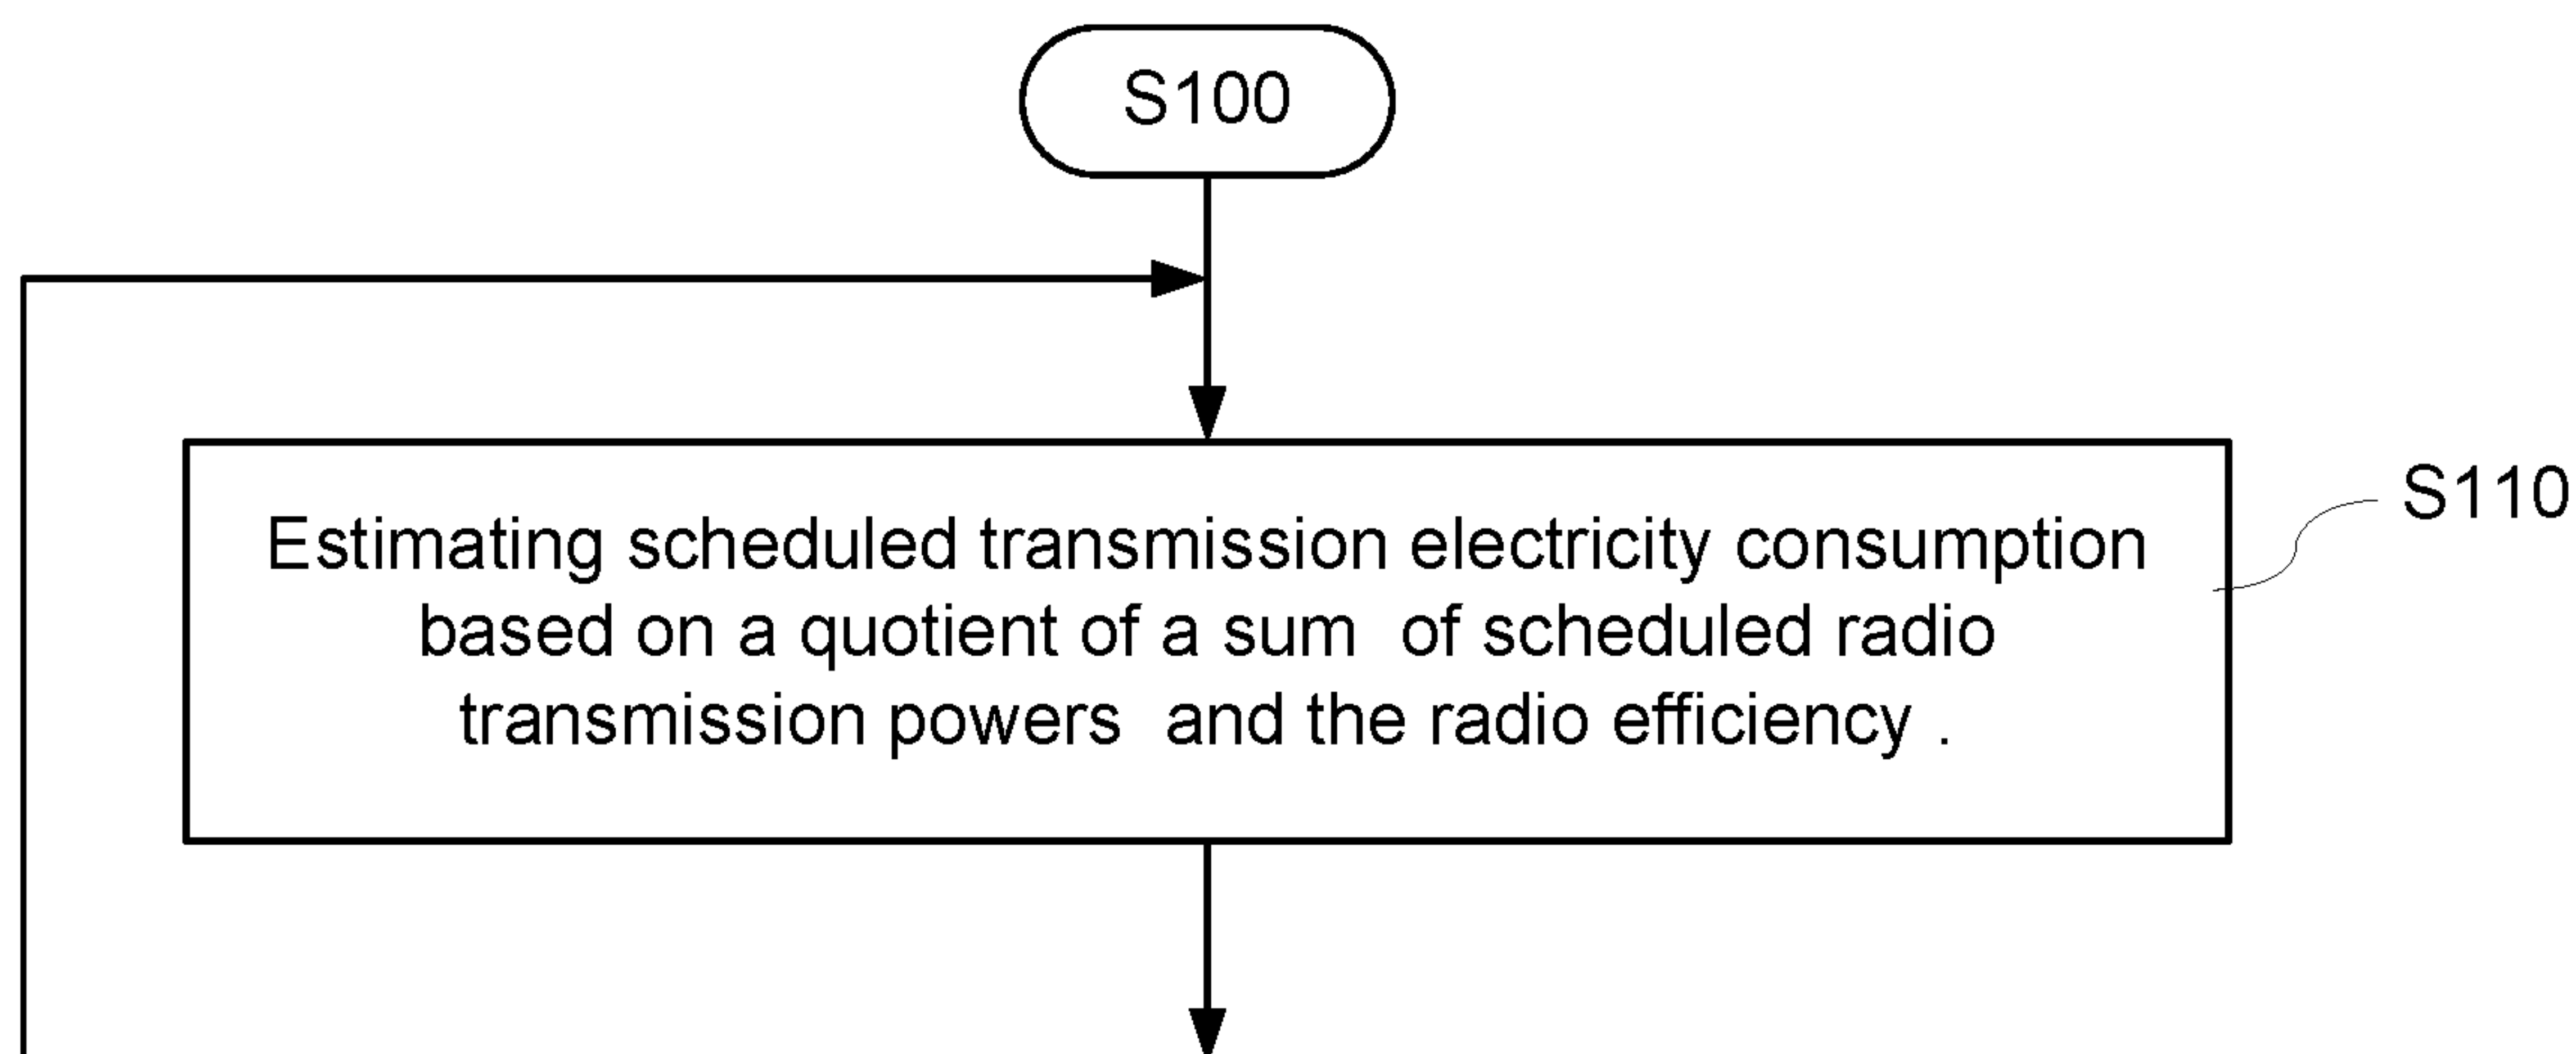 S100
S110
Estimating scheduled transmission electricity consumption
based on a quotient of a sum  of scheduled radio
transmission powers  and the radio efficiency .